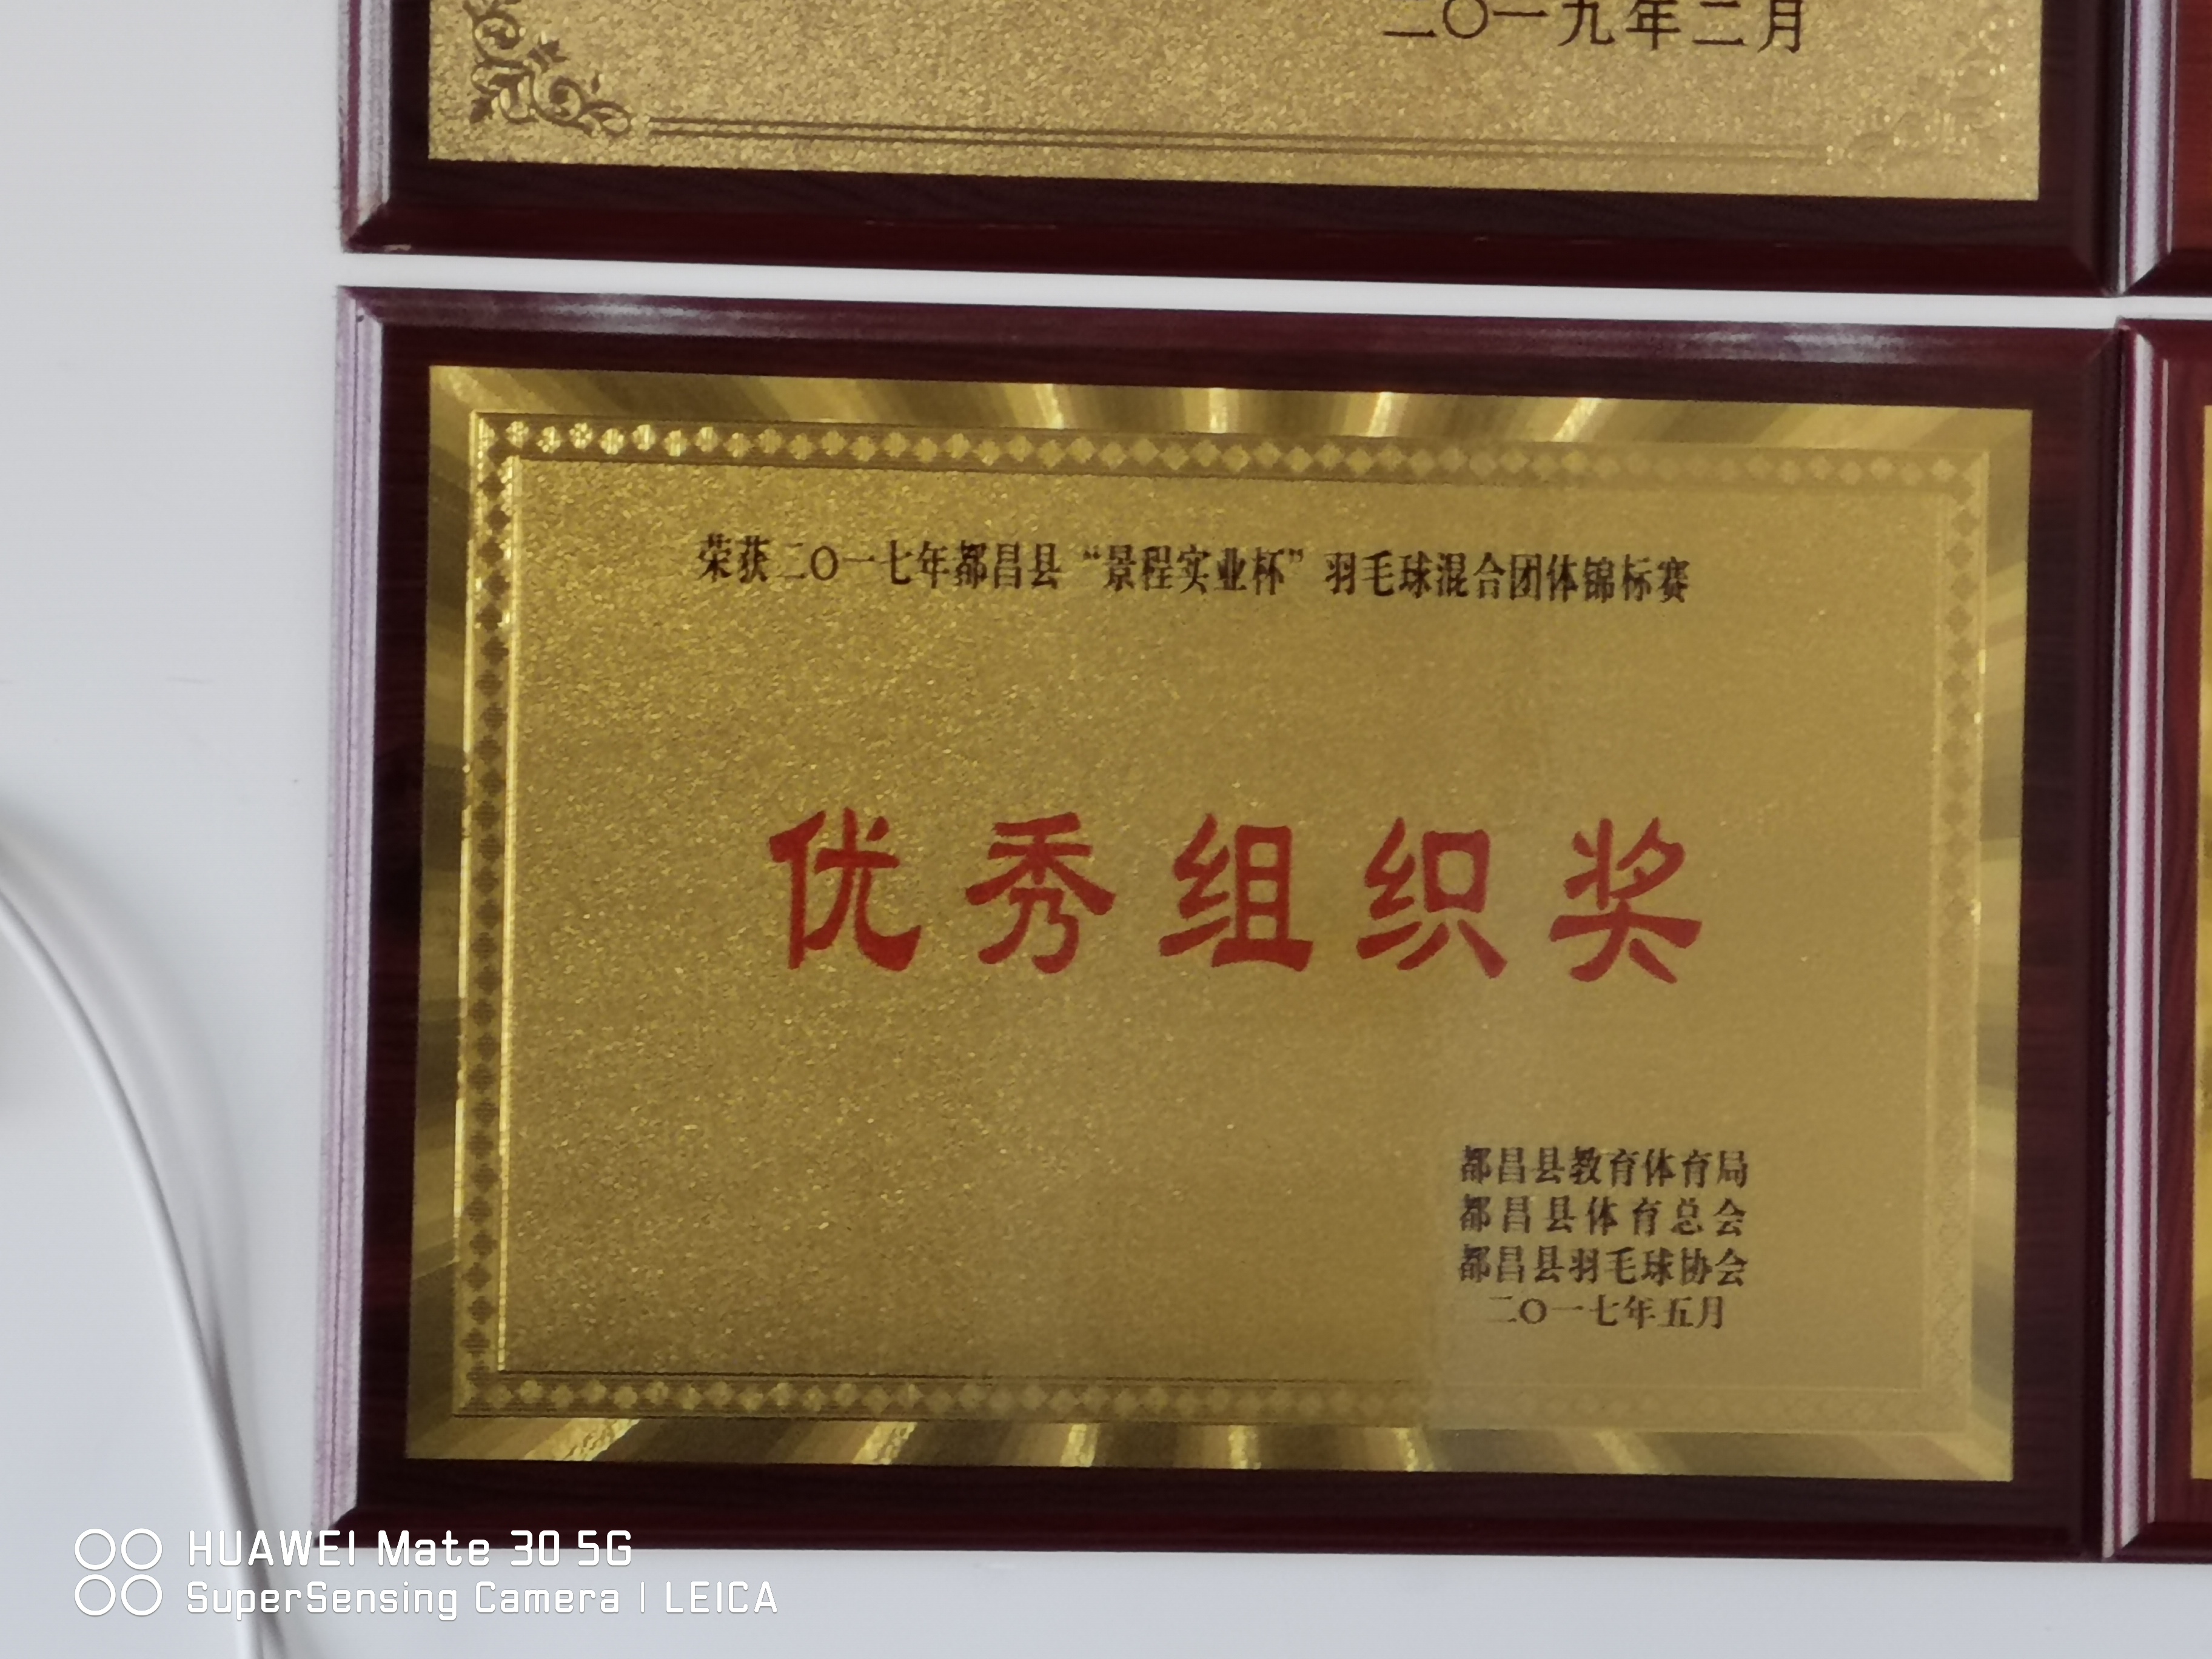 二〇一九年二月
荣获二〇一七年都昌县“景程实业杯”羽毛球混合团体锦标赛
优秀组织奖
都昌县教育体育局
都昌县体育总会
都昌县羽毛球协会
二〇一七年五月
HUAWEI Mate 30 5G
SuperSensing Camera | LEICA